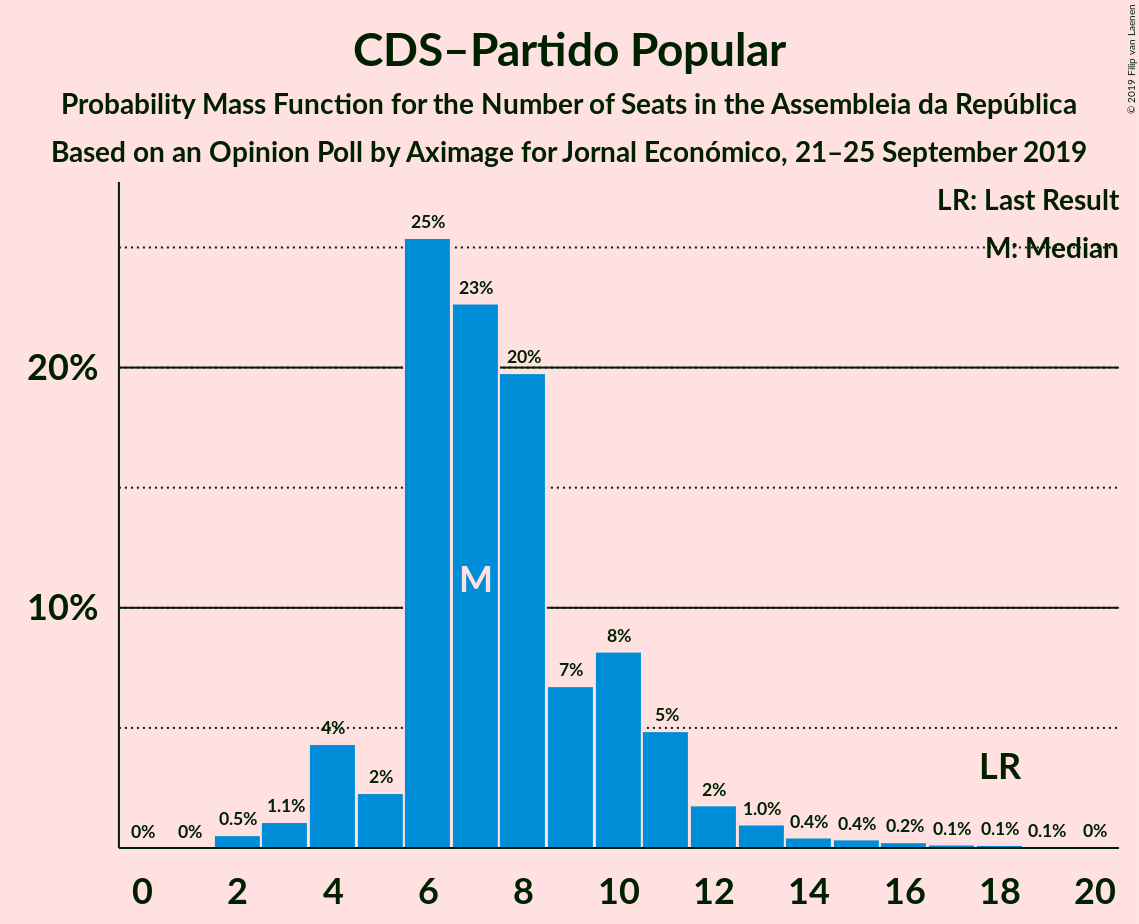 CDS–Partido Popular
Probability Mass Function for the Number of Seats in the Assembleia da República
Based on an Opinion Poll by Aximage for Jornal Económico, 21–25 September 2019
© 2019 Filip van Laenen
LR: Last Result
M: Median
25%
23%
20%
20%
M
10%
8%
7%
5%
4%
LR
2%
2%
1.1%
1.0%
0.5%
0.4%
0.4%
0.2%
0.1%
0.1%
0.1%
0%
0%
0%
0 2 4 6 8 10 12 14 16 18 20